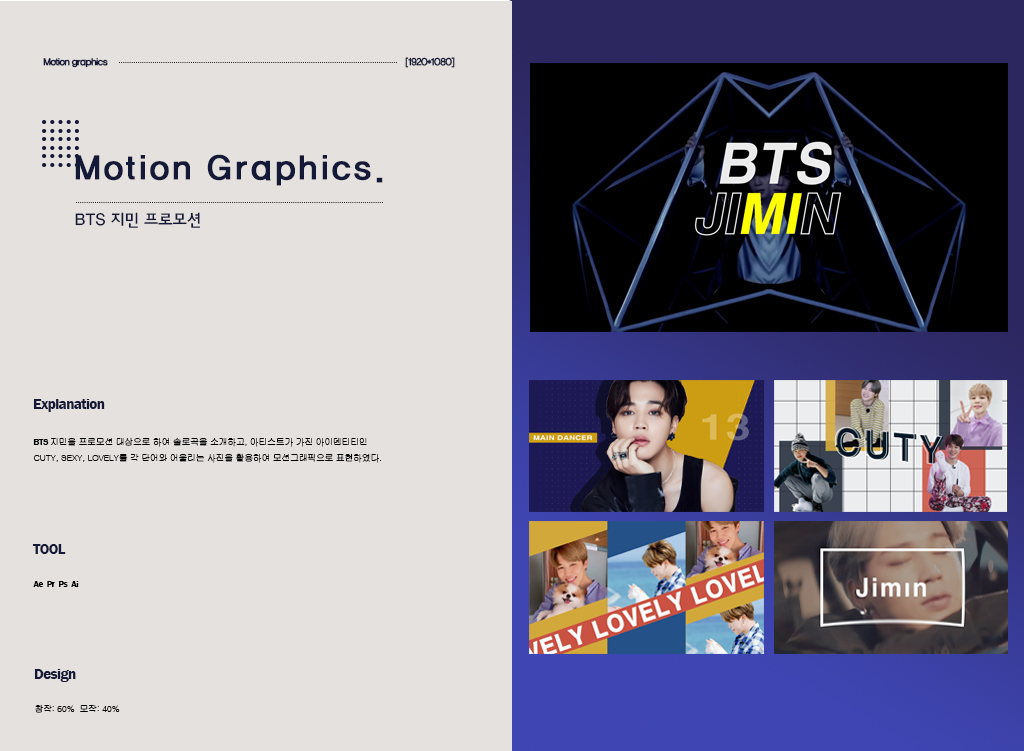 Motion graphics
[1920*1080]
Motion Graphics.
BTS 지민 프로모션
Explanation
BTS 지민을 프로모션 대상으로 하여 솔로곡을 소개하고, 아티스트가 가진 아이덴티티인
CUTY, SEXY, LOVELY를 각 단어와 어울리는 사진을 활용하여 모션그래픽으로 표현하였다.
TOOL
Ae Pr Ps Ai
Design
창작: 60% 모작: 40%
BTS
JIMIN
MAIN DANCER
13
CUTY
VELY LOVELY LOVEL
Jimin